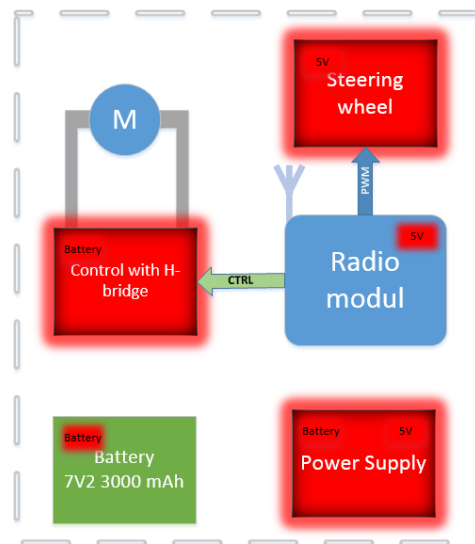 5V
Steering
wheel
M
PWM
Battery
Control with H-
bridge
CTRL
5V
Radio
modul
Battery
Battery
7V2 3000 mAh
Battery
5V
Power Supply